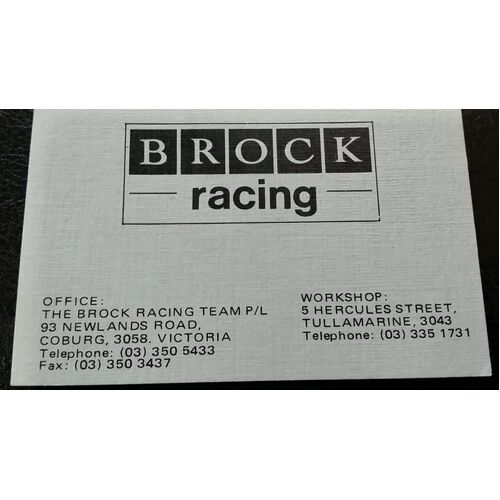 BROCK
racing
OFFICE:
THE BROCK RACING TEAM P/L
93 NEWLANDS ROAD,
COBURG, 3058. VICTORIA
Telephone: (03) 350 5433
Fax: (03) 350 3437
WORKSHOP:
5 HERCULES STREET,
TULLAMARINE, 3043
Telephone: (03) 335 1731